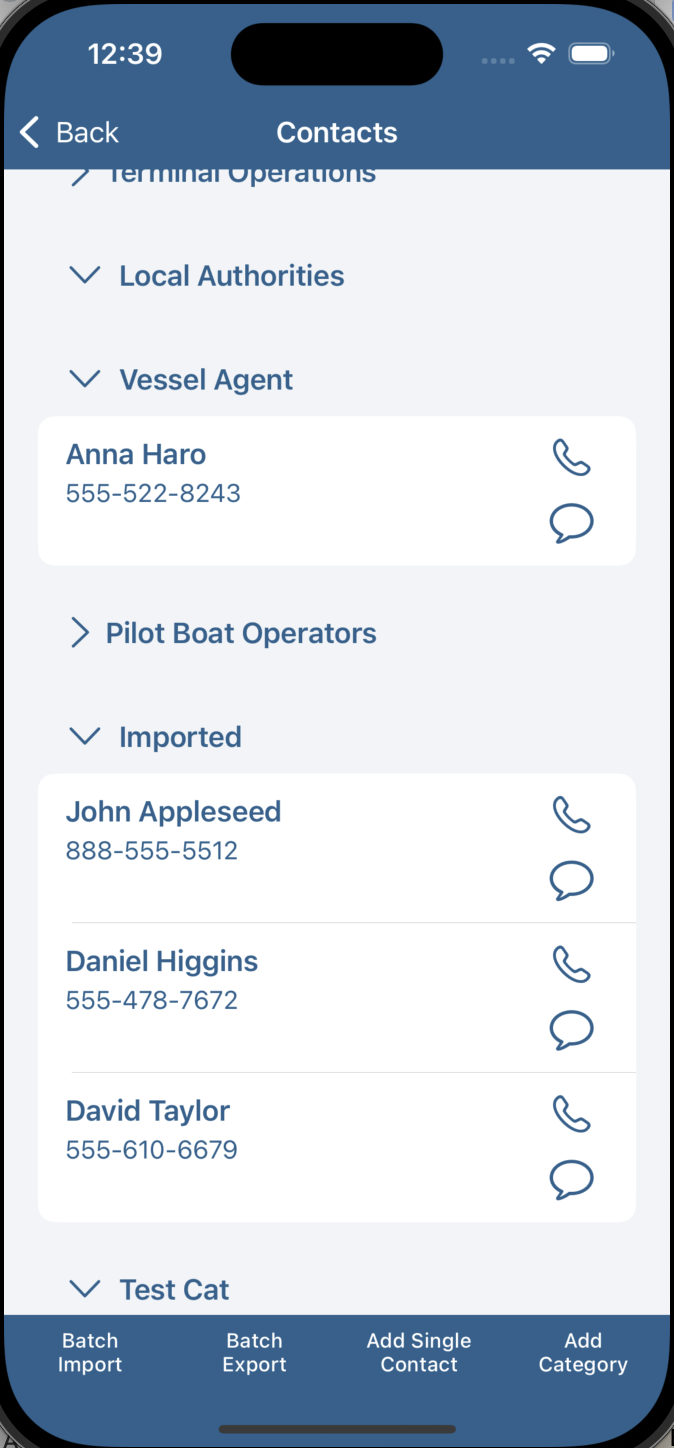 12:39
Back
Contacts
Terminal Operations
Local Authorities
Vessel Agent
Anna Haro
555-522-8243
Pilot Boat Operators
Imported
John Appleseed
888-555-5512
Daniel Higgins
555-478-7672
David Taylor
555-610-6679
Test Cat
Batch
Import
Batch
Export
Add Single
Contact
Add
Category